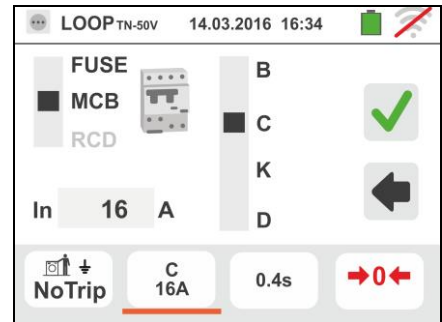 LOOP TN-50V 14.03.2016 16:34
FUSE
MCB
RCD
B
C
K
D
In 16 A
NoTrip
C
16A
0.4s
0